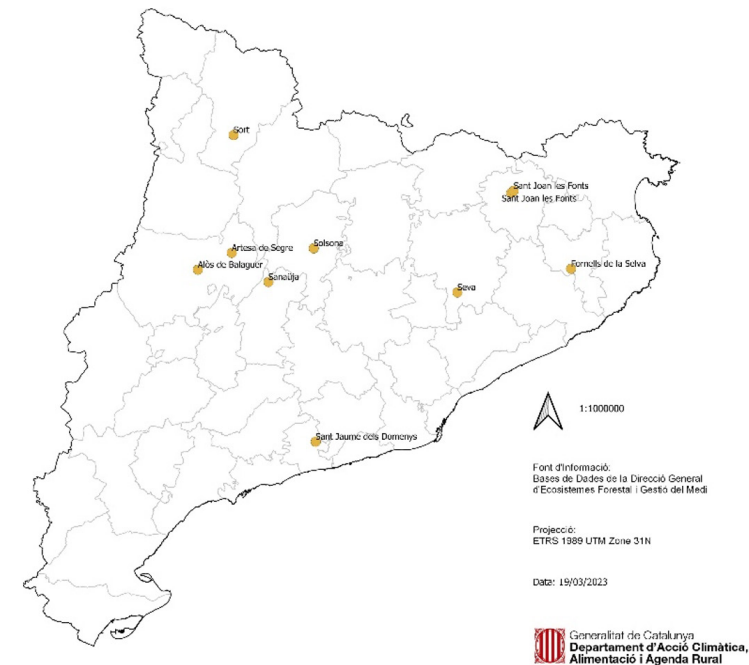 Sort
Sant Joan les Fonts
Sant Joan les Fonts
Artesa de Segre
Solsona
Alòs de Balaguer
Sanaüja
Fornells de la Selva
Seva
Sant Jaume dels Domenys
1:1000000
Font d'Informació:
Bases de Dades de la Direcció General
d'Ecosistemes Forestal i Gestió del Medi
Projecció:
ETRS 1989 UTM Zone 31N
Data: 19/03/2023
Generalitat de Catalunya
Departament d'Acció Climàtica,
Alimentació i Agenda Rural